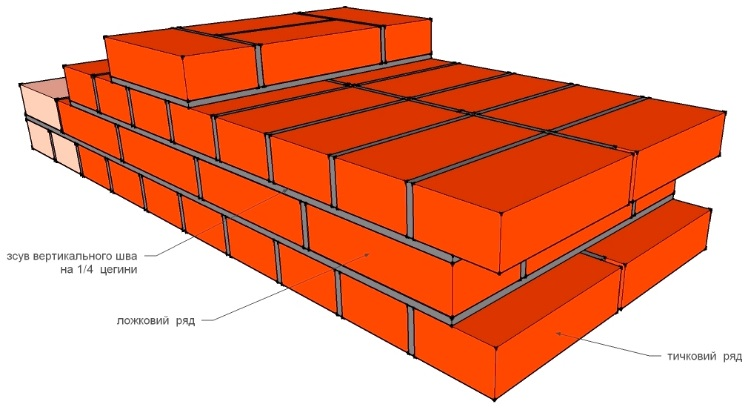 зсув вертикального шва
на 1/4 цегини
ложковий ряд
тичковий ряд